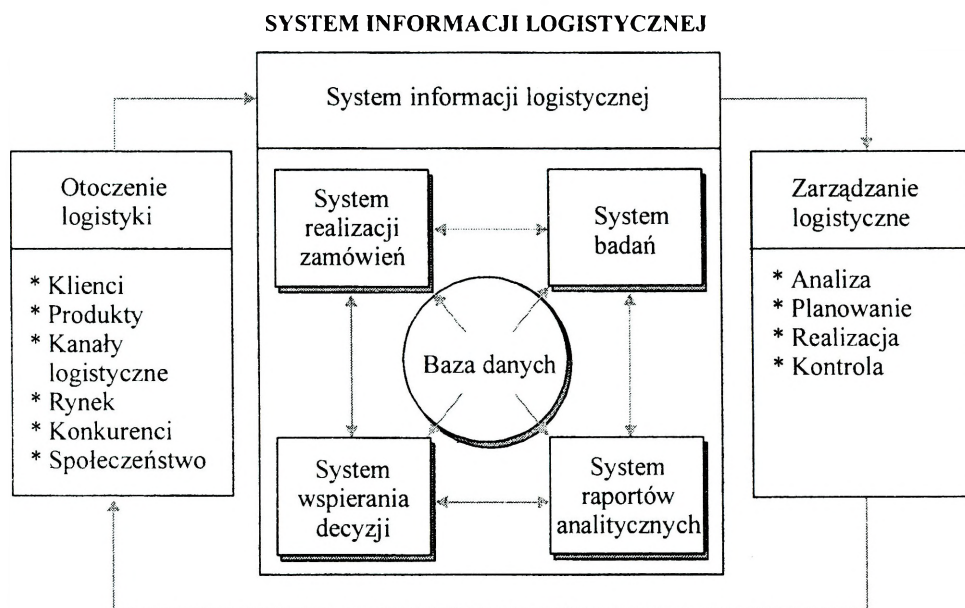 SYSTEM INFORMACJI LOGISTYCZNEJ
System informacji logistycznej
Otoczenie
logistyki
* Klienci
* Produkty
* Kanały
logistyczne
* Rynek
* Konkurenci
* Społeczeństwo
System
realizacji
zamówień
System
badań
Baza danych
System
wspierania
decyzji
System
raportów
analitycznych
Zarządzanie
logistyczne
* Analiza
* Planowanie
* Realizacja
* Kontrola